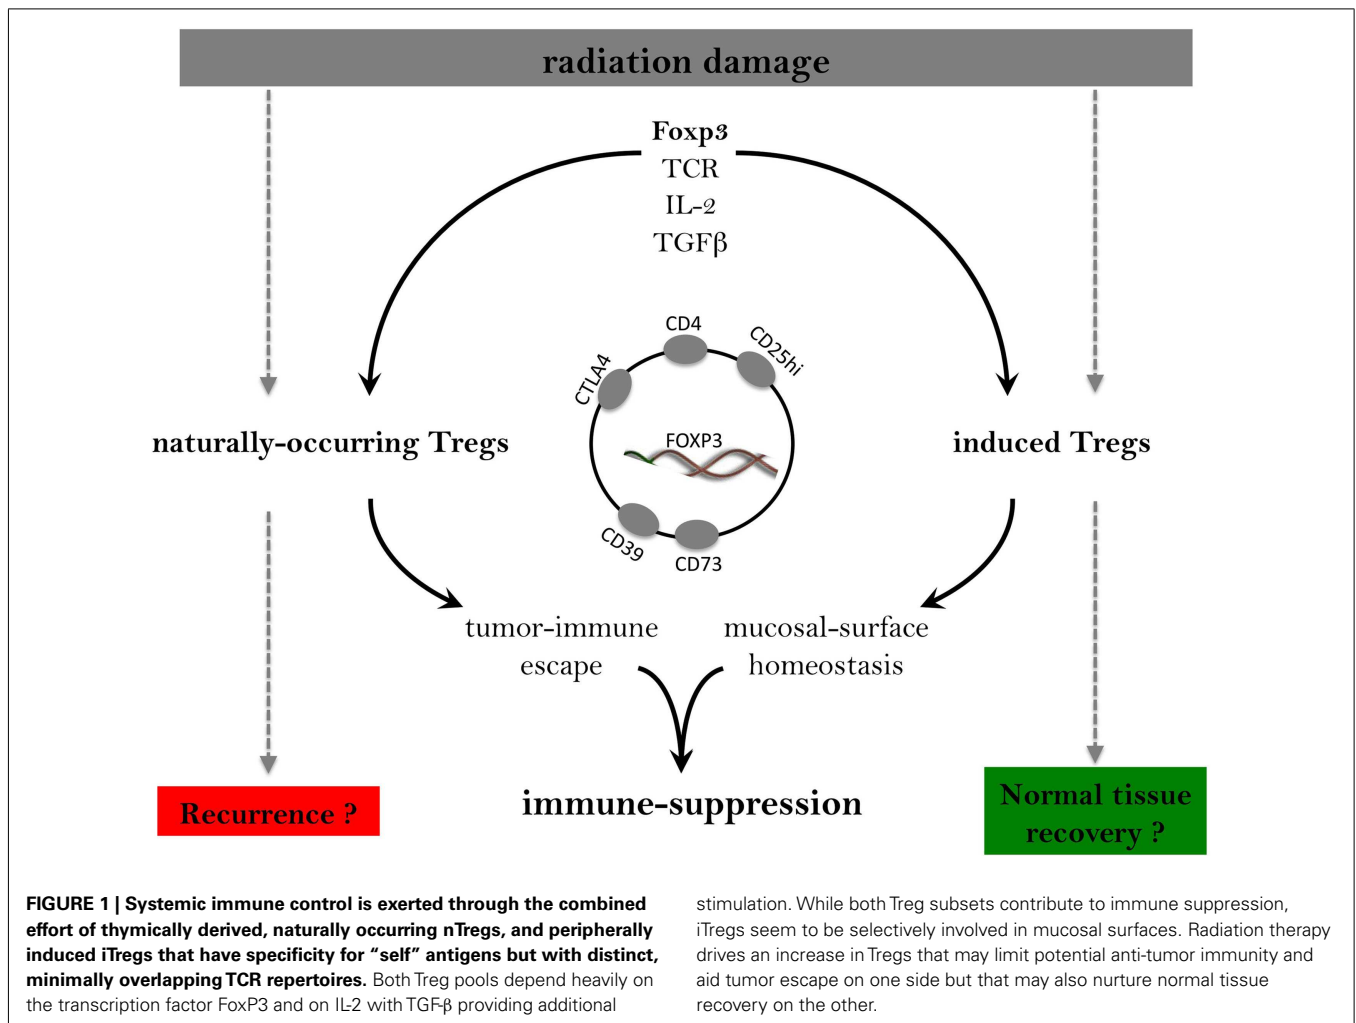 radiation damage
Foxp3
TCR
IL-2
TGFβ
CD4
CD25hi
CTLA4
FOXP3
CD39
CD73
naturally-occurring Tregs
induced Tregs
tumor-immune
escape
mucosal-surface
homeostasis
immune-suppression
Recurrence ?
Normal tissue
recovery ?
FIGURE 1 | Systemic immune control is exerted through the combined
effort of thymically derived, naturally occurring nTregs, and peripherally
induced iTregs that have specificity for “self” antigens but with distinct,
minimally overlapping TCR repertoires. Both Treg pools depend heavily on
the transcription factor FoxP3 and on IL-2 with TGF-β providing additional
stimulation. While both Treg subsets contribute to immune suppression,
iTregs seem to be selectively involved in mucosal surfaces. Radiation therapy
drives an increase in Tregs that may limit potential anti-tumor immunity and
aid tumor escape on one side but that may also nurture normal tissue
recovery on the other.